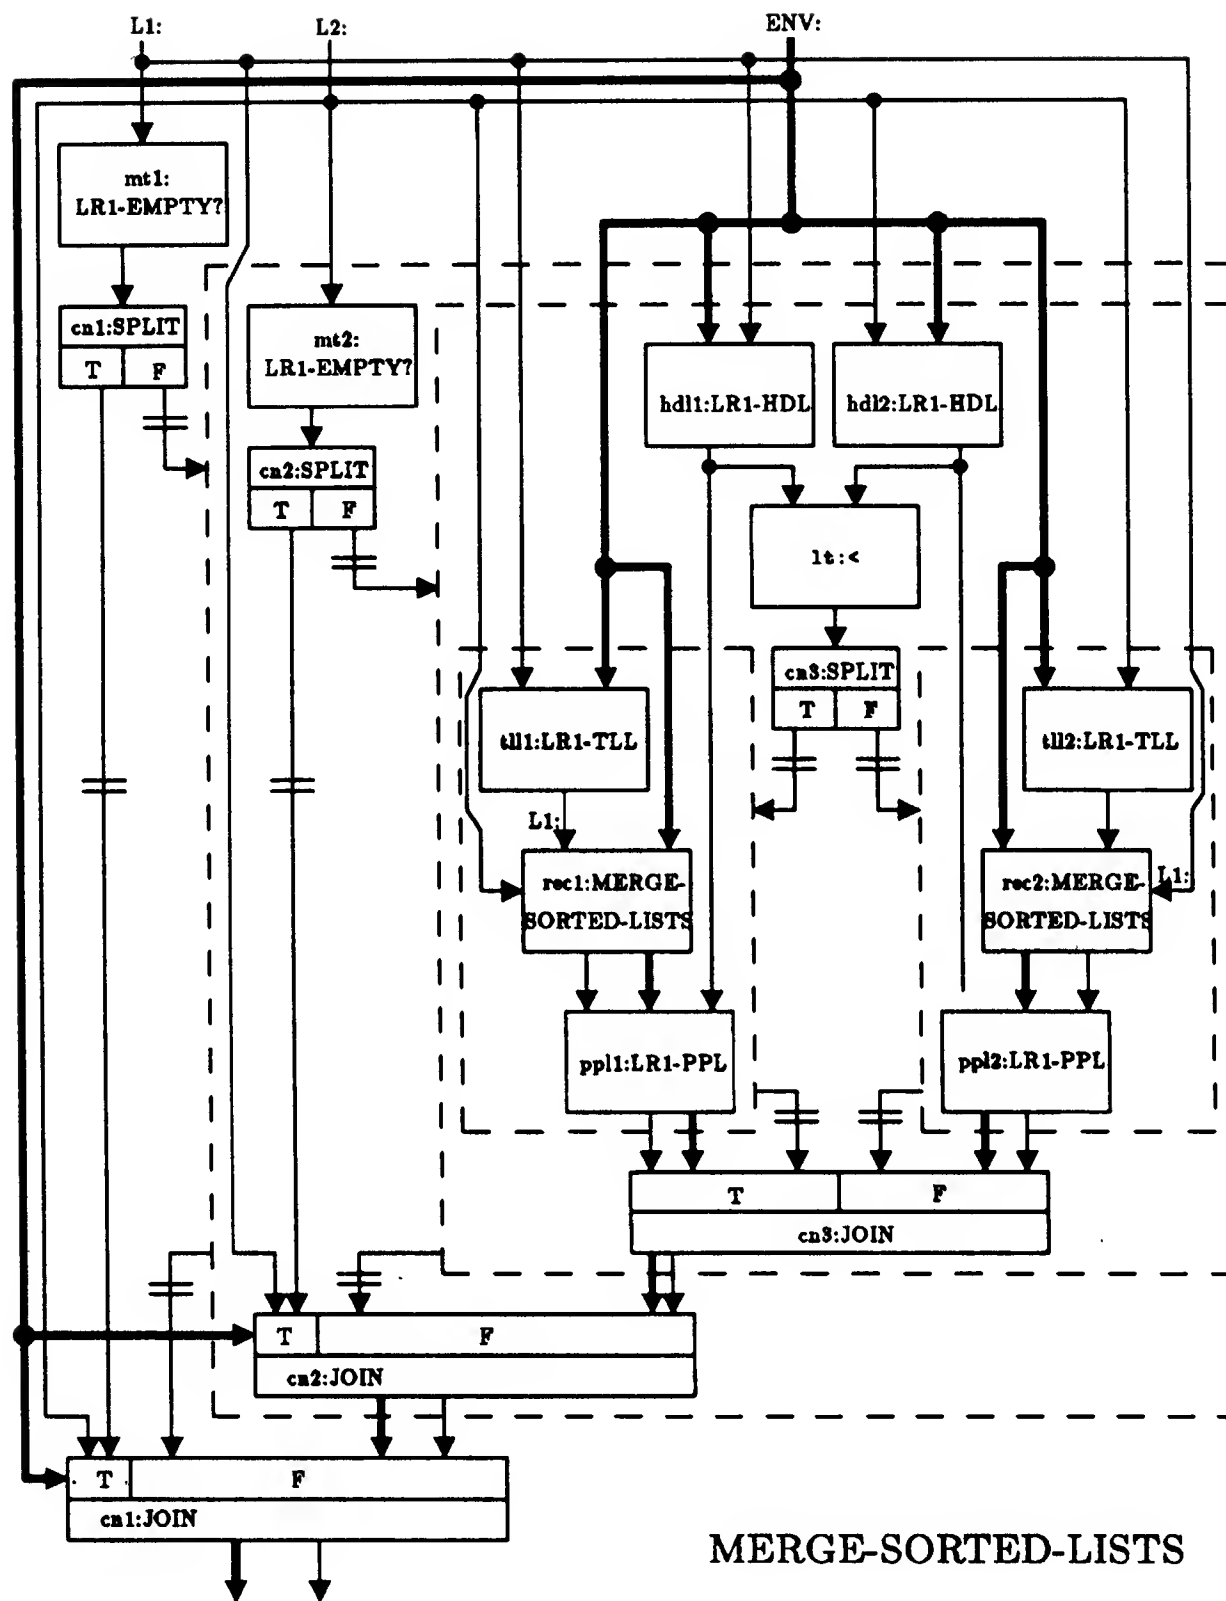 L1:
L2:
ENV:
mt1:
LR1-EMPTY?
cn1:SPLIT
T F
mt2:
LR1-EMPTY?
cn2:SPLIT
T F
hdl1:LR1-HDL
hdl2:LR1-HDL
lt:<
cn3:SPLIT
T F
tll1:LR1-TLL
tll2:LR1-TLL
L1:
rec1:MERGE-
SORTED-LISTS
rec2:MERGE-
SORTED-LISTS
L1:
ppl1:LR1-PPL
ppl2:LR1-PPL
T F
cn3:JOIN
T F
cn2:JOIN
T F
cn1:JOIN
MERGE-SORTED-LISTS